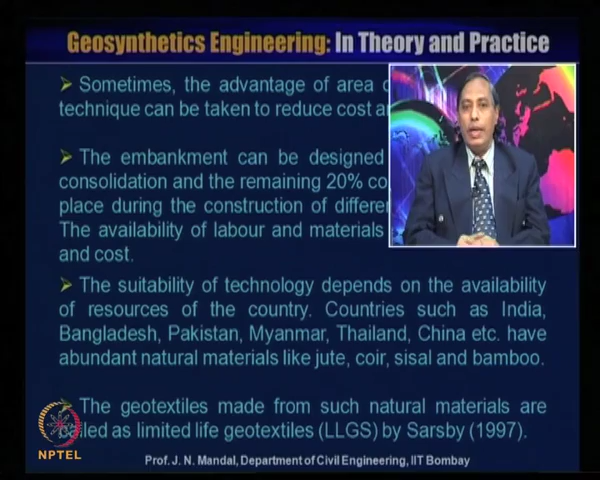 Geosynthetics Engineering: In Theory and Practice
Sometimes, the advantage of area
technique can be taken to reduce cost
The embankment can be designed
consolidation and the remaining 20%
place during the construction of
The availability of labour and materials
and cost.
The suitability of technology depends on the availability
of resources of the country. Countries such as India,
Bangladesh, Pakistan, Myanmar, Thailand, China etc. have
abundant natural materials like jute, coir, sisal and bamboo.
The geotextiles made from such natural materials are
called as limited life geotextiles (LLGS) by Sarsby (1997).
NPTEL
Prof. J. N. Mandal, Department of Civil Engineering, IIT Bombay